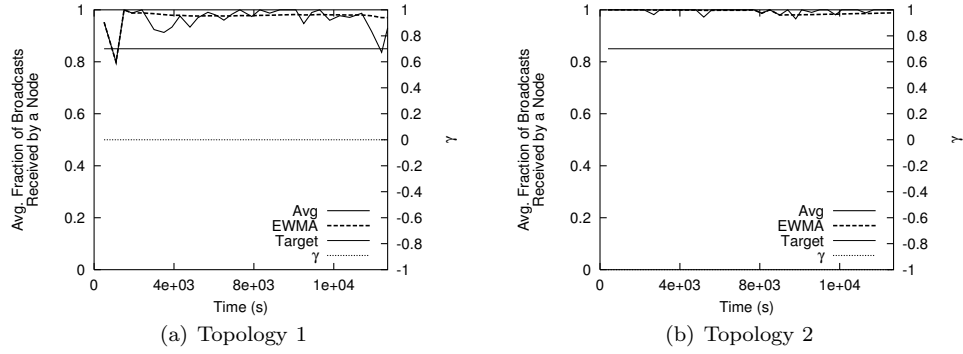 Avg. Fraction of Broadcasts
Received by a Node
1
0.8
0.6
0.4
0.2
0
0
4e+03
8e+03
1e+04
Time (s)
1
0.8
0.6
0.4
0.2
0
-0.2
-0.4
-0.6
-0.8
-1
γ
Avg
EWMA
Target
γ
(a) Topology 1
Avg. Fraction of Broadcasts
Received by a Node
1
0.8
0.6
0.4
0.2
0
0
4e+03
8e+03
1e+04
Time (s)
1
0.8
0.6
0.4
0.2
0
-0.2
-0.4
-0.6
-0.8
-1
γ
Avg
EWMA
Target
γ
(b) Topology 2